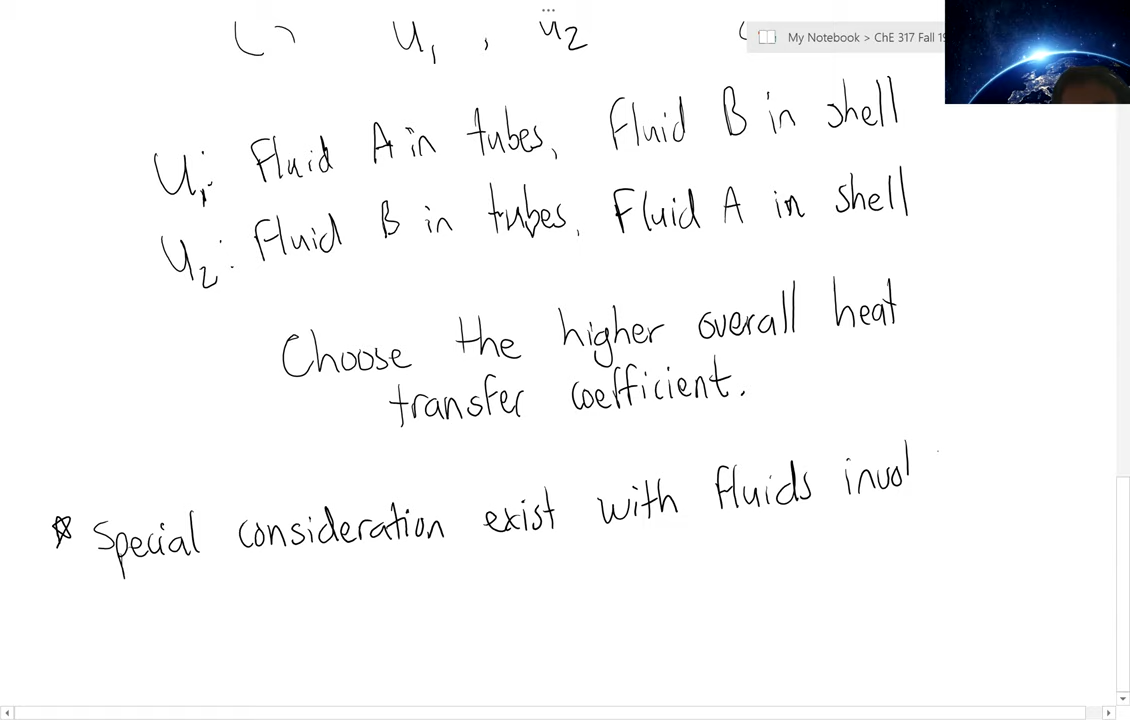 U₁, U₂
My Notebook > ChE 317 Fall 19
U₁: Fluid A in tubes, Fluid B in shell
U₂: Fluid B in tubes, Fluid A in shell
Choose the higher overall heat
transfer coefficient.
☆ Special consideration exist with fluids invol